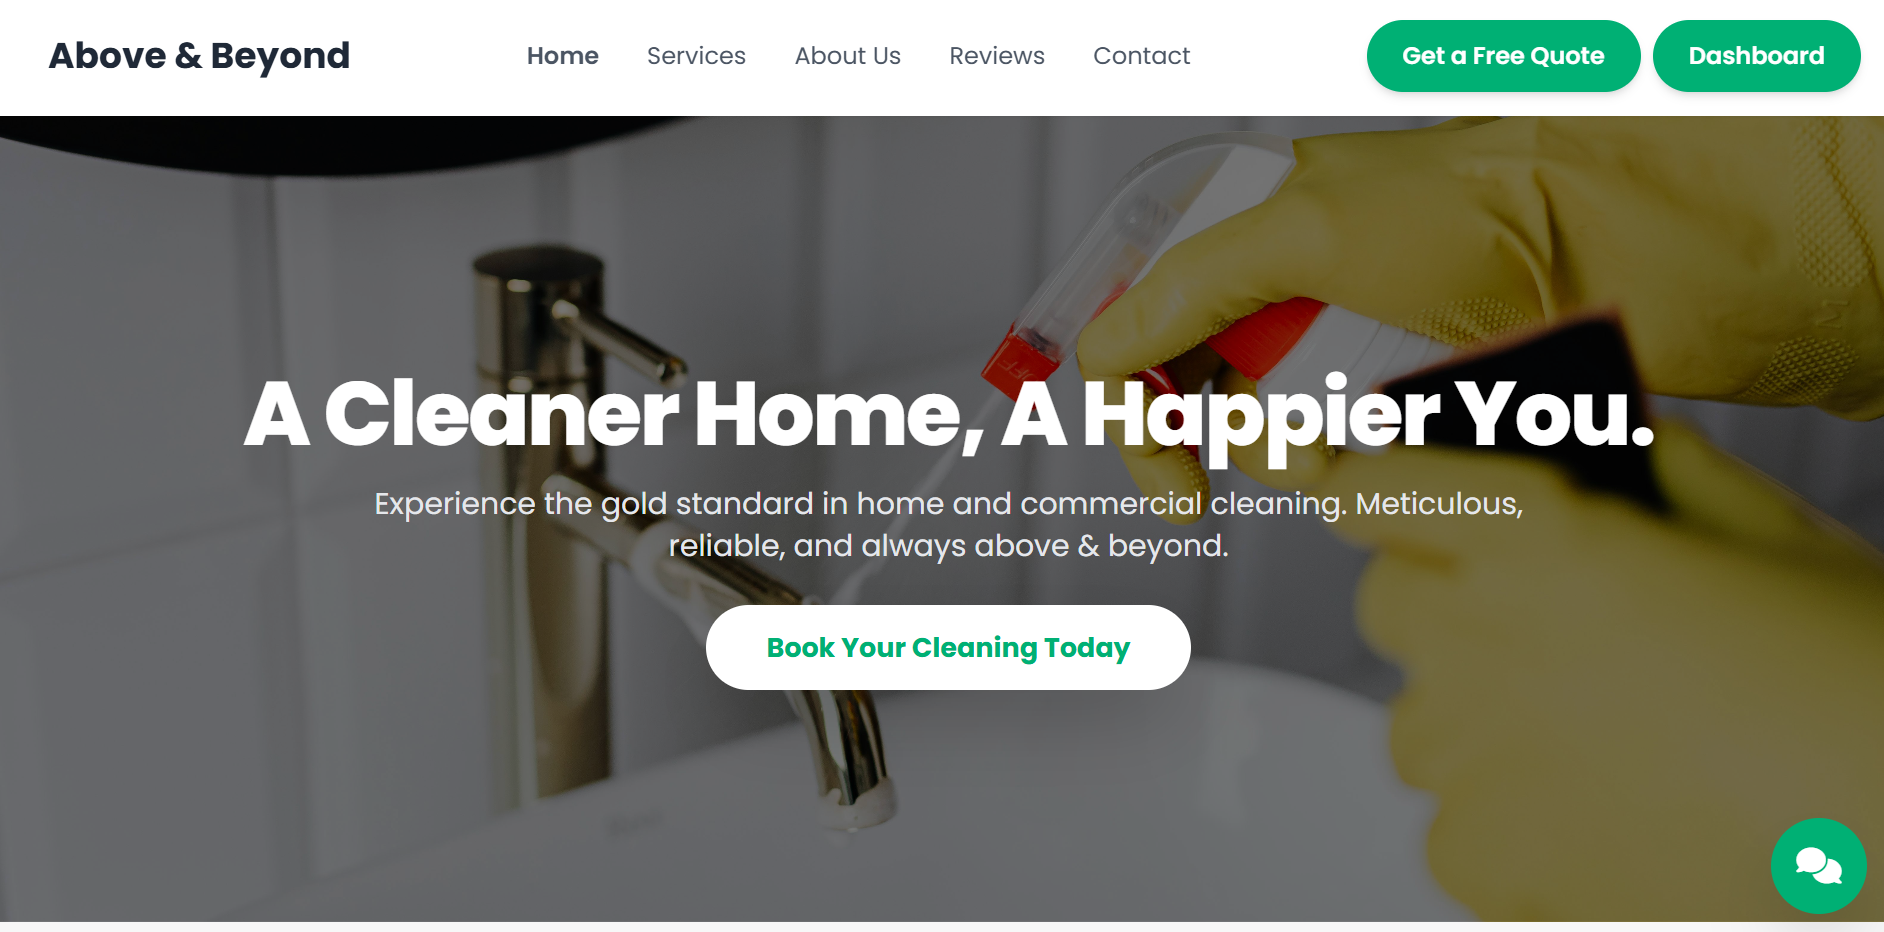 Above & Beyond
Home
Services
About Us
Reviews
Contact
Get a Free Quote
Dashboard
A Cleaner Home, A Happier You.
Experience the gold standard in home and commercial cleaning. Meticulous,
reliable, and always above & beyond.
Book Your Cleaning Today